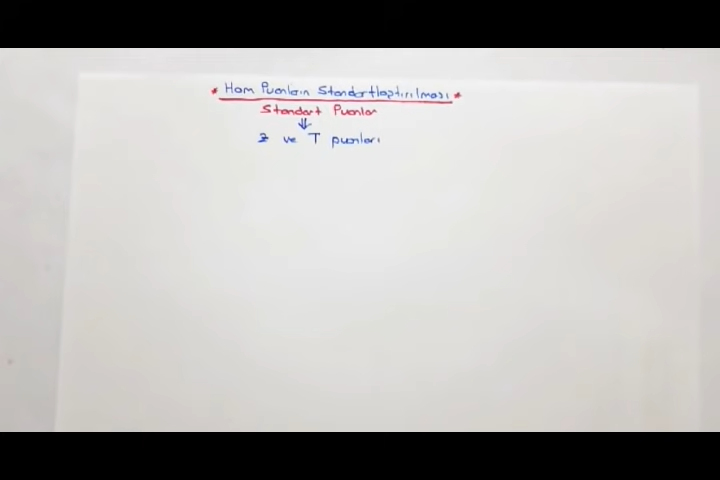 * Ham Puanların Standartlaştırılması *
Standart Puanlar
⇓
z ve T puanları